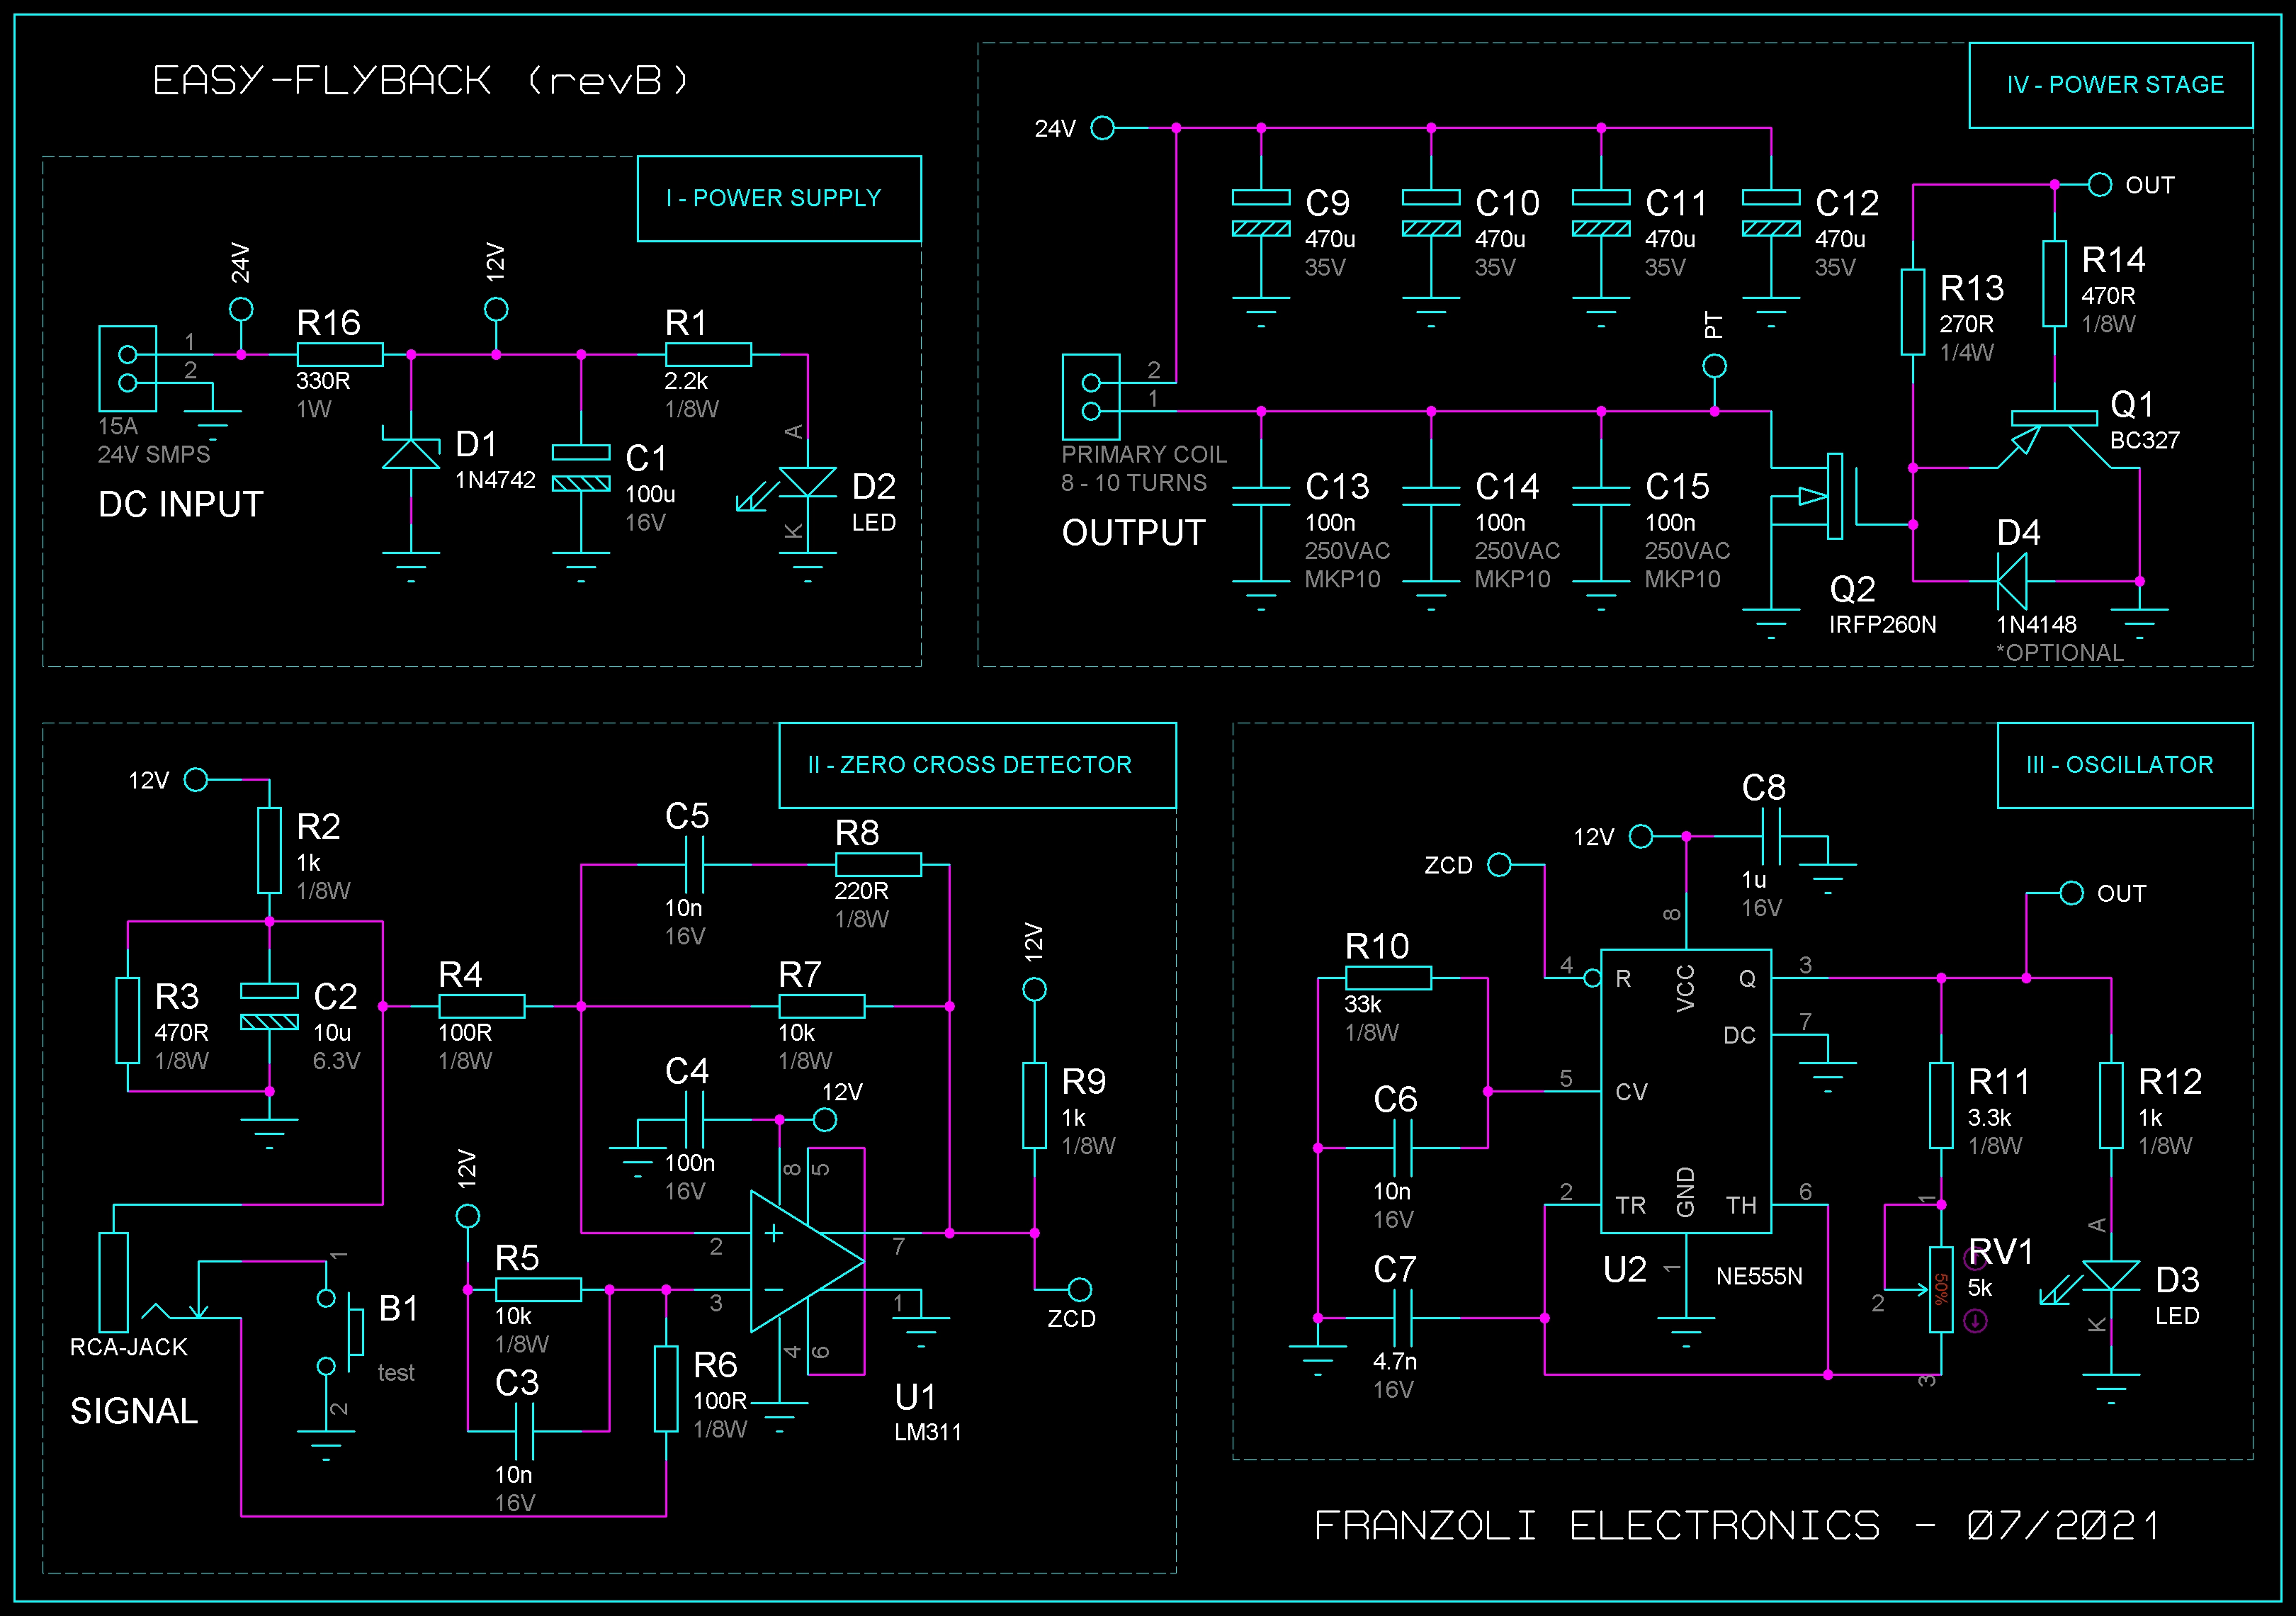 EASY-FLYBACK (revB)
I - POWER SUPPLY
24V
12V
R16
330R
1W
R1
2.2k
1/8W
1
2
15A
24V SMPS
DC INPUT
D1
1N4742
C1
100u
16V
A
K
D2
LED
IV - POWER STAGE
24V
C9
470u
35V
C10
470u
35V
C11
470u
35V
C12
470u
35V
OUT
R13
270R
1/4W
R14
470R
1/8W
PT
2
1
PRIMARY COIL
8 - 10 TURNS
OUTPUT
C13
100n
250VAC
MKP10
C14
100n
250VAC
MKP10
C15
100n
250VAC
MKP10
Q1
BC327
Q2
IRFP260N
D4
1N4148
*OPTIONAL
II - ZERO CROSS DETECTOR
12V
R2
1k
1/8W
R3
470R
1/8W
C2
10u
6.3V
R4
100R
1/8W
C5
10n
16V
R8
220R
1/8W
R7
10k
1/8W
C4
100n
16V
12V
12V
R9
1k
1/8W
12V
R5
10k
1/8W
C3
10n
16V
R6
100R
1/8W
8
5
2
3
+
−
7
1
4
6
U1
LM311
ZCD
RCA-JACK
SIGNAL
1
B1
test
2
III - OSCILLATOR
12V
C8
1u
16V
ZCD
OUT
R10
33k
1/8W
C6
10n
16V
C7
4.7n
16V
4
R
8
VCC
Q
3
DC
7
5
CV
2
TR
GND
TH
6
1
U2
NE555N
R11
3.3k
1/8W
R12
1k
1/8W
1
RV1
5k
50%
2
3
A
K
D3
LED
FRANZOLI ELECTRONICS - 07/2021